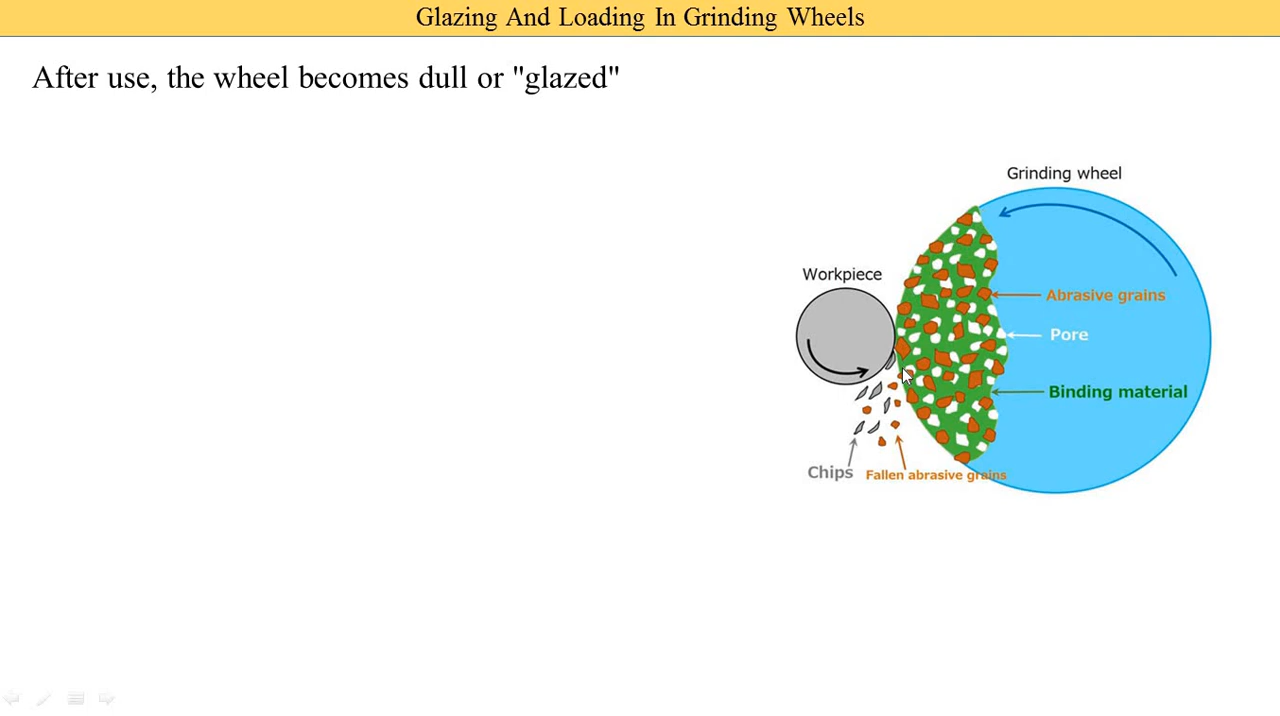 Glazing And Loading In Grinding Wheels
After use, the wheel becomes dull or "glazed"
Grinding wheel
Workpiece
Abrasive grains
Pore
Binding material
Chips
Fallen abrasive grains